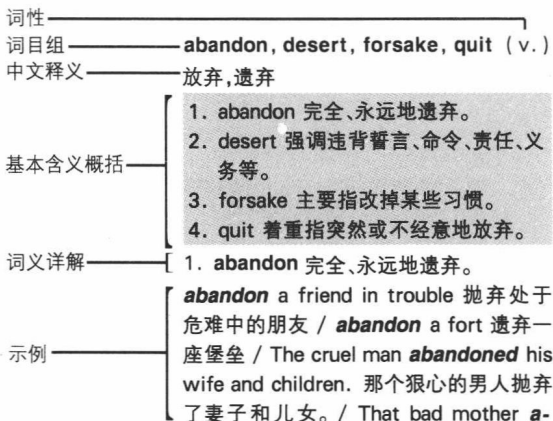 词性
词目组 abandon, desert, forsake, quit (v.)
中文释义 放弃,遗弃
1. abandon 完全、永远地遗弃。
2. desert 强调违背誓言、命令、责任、义
基本含义概括 务等。
3. forsake 主要指改掉某些习惯。
4. quit 着重指突然或不经意地放弃。
词义详解 1. abandon 完全、永远地遗弃。
abandon a friend in trouble 抛弃处于
危难中的朋友 / abandon a fort 遗弃一
示例 座堡垒 / The cruel man abandoned his
wife and children. 那个狠心的男人抛弃
了妻子和儿女。/ That bad mother a-